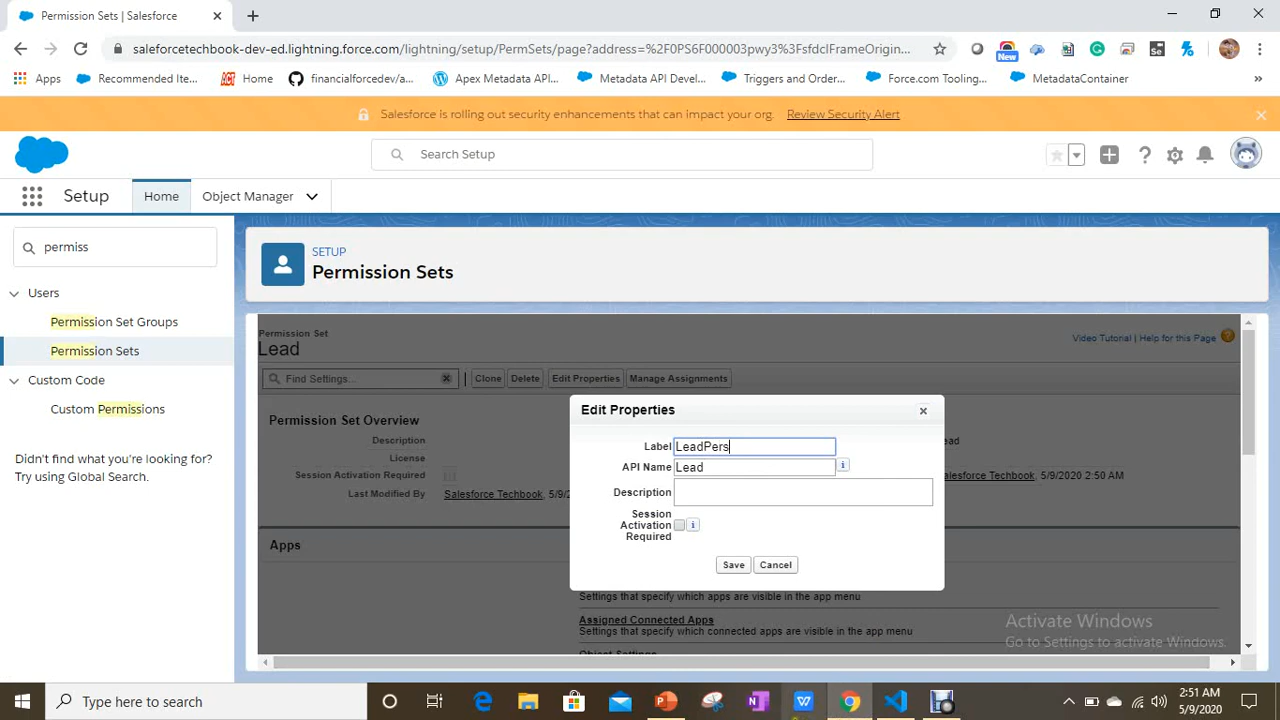 Permission Sets | Salesforce
saleforcetechbook-dev-ed.lightning.force.com/lightning/setup/PermSets/page?address=%2F0PS6F000003pwy3%3FsfdcIFrameOrigin...
New
Apps Recommended Ite... ACT Home financialforcedev/a... Apex Metadata API... Metadata API Devel... Triggers and Order... Force.com Tooling... MetadataContainer »
Salesforce is rolling out security enhancements that can impact your org. Review Security Alert
Search Setup
Setup Home Object Manager
permiss
SETUP
Permission Sets
Users
Permission Set Groups
Permission Sets
Custom Code
Custom Permissions
Didn't find what you're looking for?
Try using Global Search.
Permission Set
Lead
Video Tutorial | Help for this Page
Find Settings... | Clone Delete Edit Properties Manage Assignments
Permission Set Overview
Description
License
Session Activation Required
Last Modified By Salesforce Techbook, 5/9
ead
alesforce Techbook, 5/9/2020 2:50 AM
Edit Properties
Label LeadPers
API Name Lead
Description
Session
Activation
Required
Save Cancel
Apps
Settings that specify which apps are visible in the app menu
Assigned Connected Apps
Settings that specify which connected apps are visible in the app menu
Object Settings
Activate Windows
Go to Settings to activate Windows.
Type here to search
2:51 AM
5/9/2020